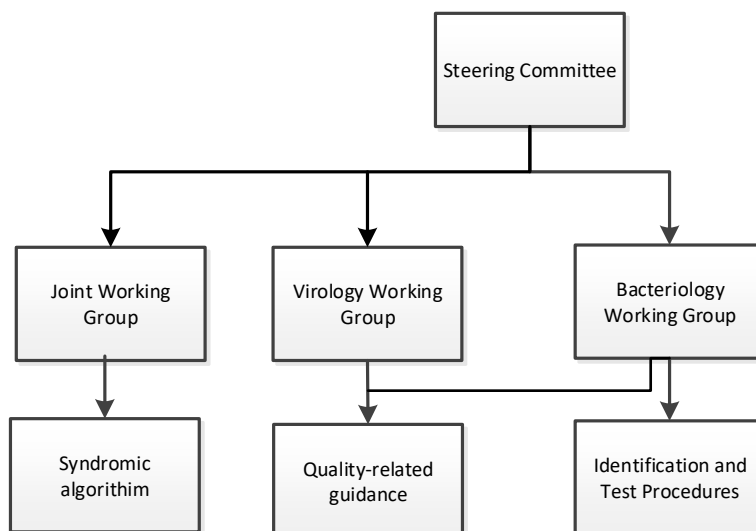 Steering Committee
Joint Working
Group
Virology Working
Group
Bacteriology
Working Group
Syndromic
algorithim
Quality-related
guidance
Identification and
Test Procedures